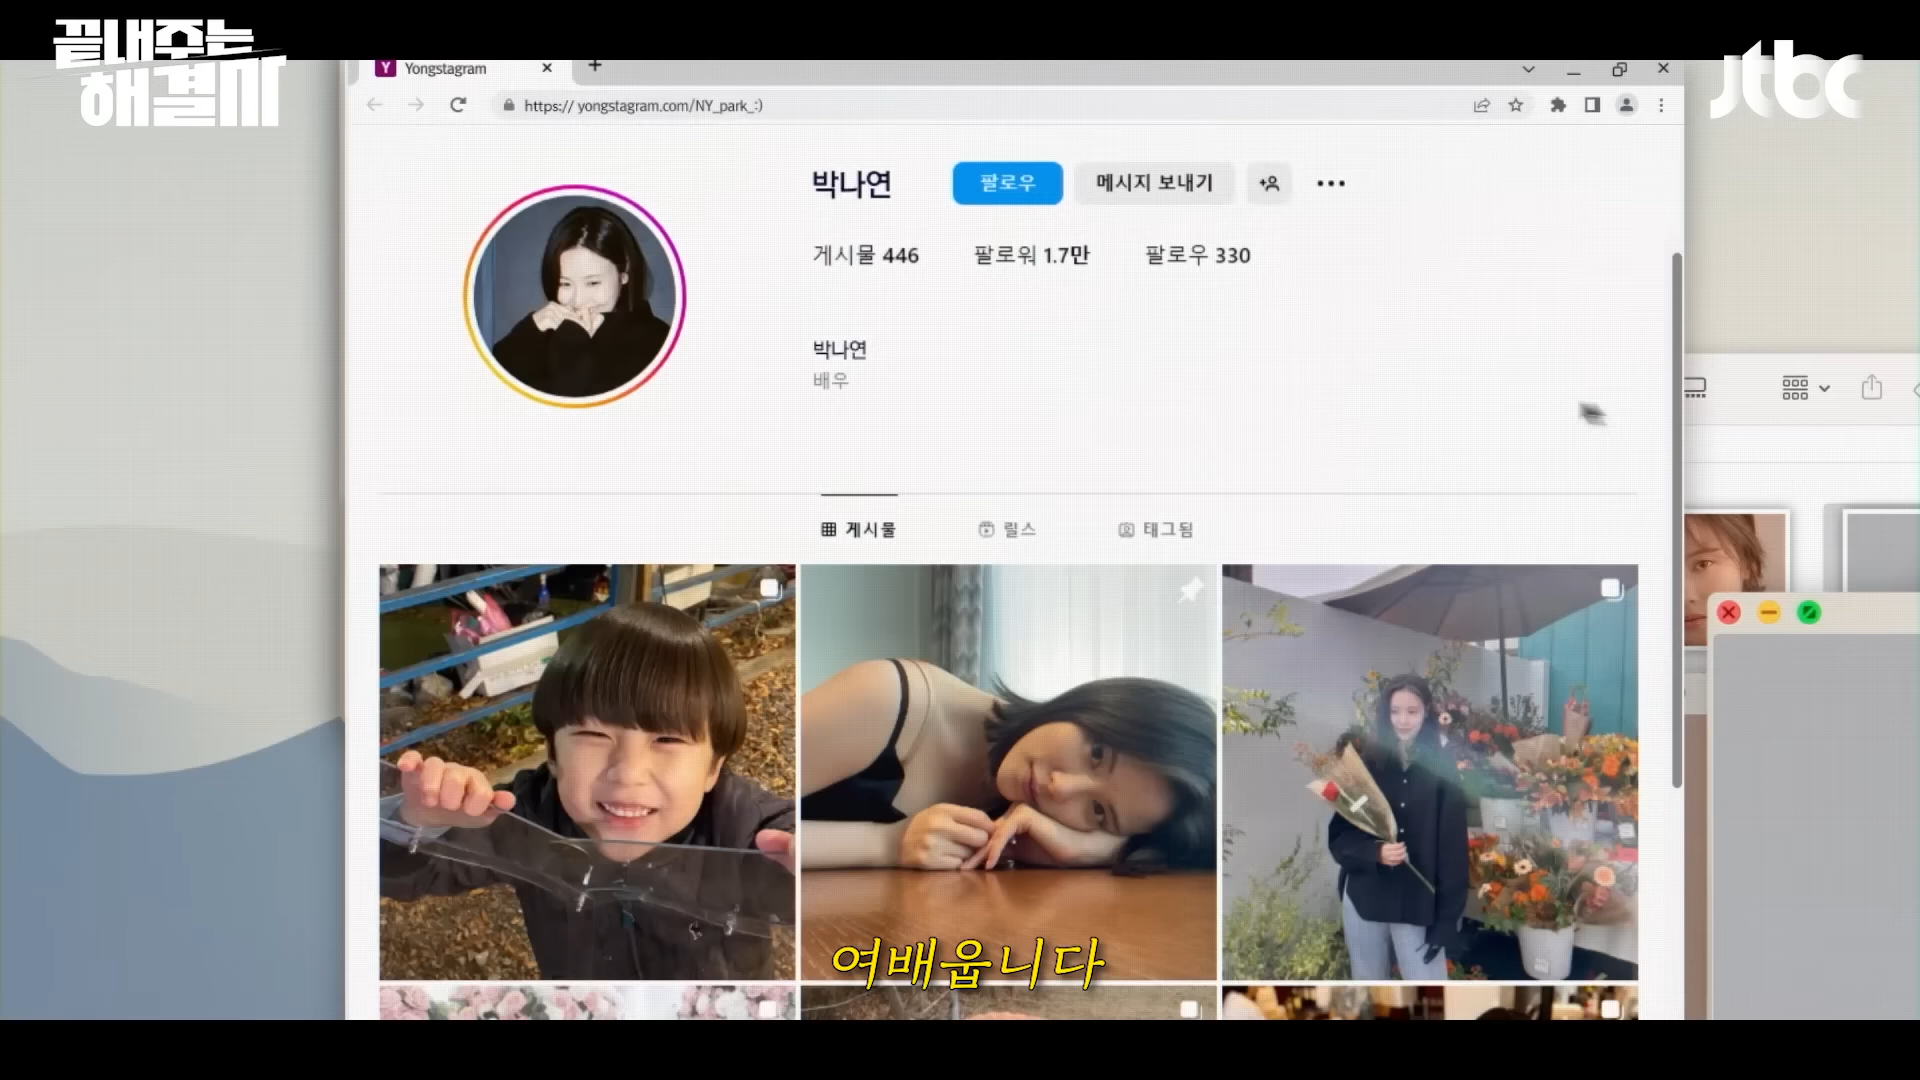 끝내주는
해결사
jtbc
Y Yongstagram
https:// yongstagram.com/NY_park_:)
박나연 팔로우 메시지 보내기
게시물 446 팔로워 1.7만 팔로우 330
박나연
배우
게시물 릴스 태그됨
여배웁니다